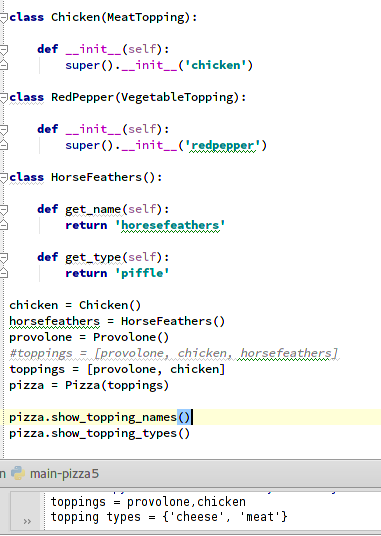 class Chicken(MeatTopping):
def __init__(self):
super().__init__('chicken')
class RedPepper(VegetableTopping):
def __init__(self):
super().__init__('redpepper')
class HorseFeathers():
def get_name(self):
return 'horesefeathers'
def get_type(self):
return 'piffle'
chicken = Chicken()
horsefeathers = HorseFeathers()
provolone = Provolone()
#toppings = [provolone, chicken, horsefeathers]
toppings = [provolone, chicken]
pizza = Pizza(toppings)
pizza.show_topping_names()
pizza.show_topping_types()
n main-pizza5
toppings = provolone,chicken
topping types = {'cheese', 'meat'}